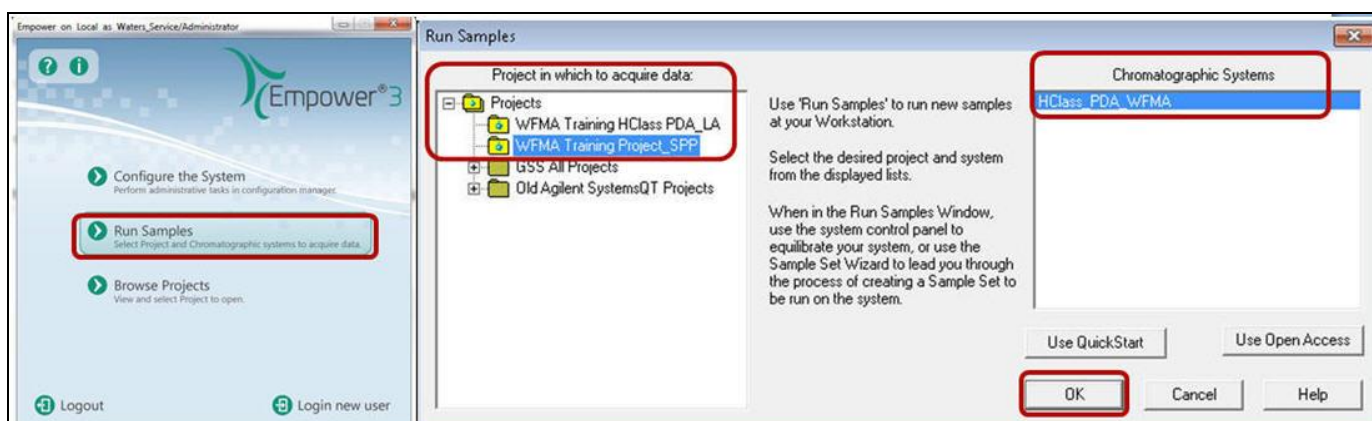 Empower on Local as Waters_Service/Administrator
Empower®3
Configure the System
Perform administrative tasks in configuration manager.
Run Samples
Select Project and Chromatographic systems to acquire data.
Browse Projects
View and select Project to open.
Logout
Login new user
Run Samples
Project in which to acquire data:
Projects
WFMA Training HClass PDA_LA
WFMA Training Project_SPP
GSS All Projects
Old Agilent SystemsQT Projects
Use 'Run Samples' to run new samples
at your Workstation.
Select the desired project and system
from the displayed lists.
When in the Run Samples Window,
use the system control panel to
equilibrate your system, or use the
Sample Set Wizard to lead you through
the process of creating a Sample Set to
be run on the system.
Chromatographic Systems
HClass_PDA_WFMA
Use QuickStart
Use Open Access
OK
Cancel
Help